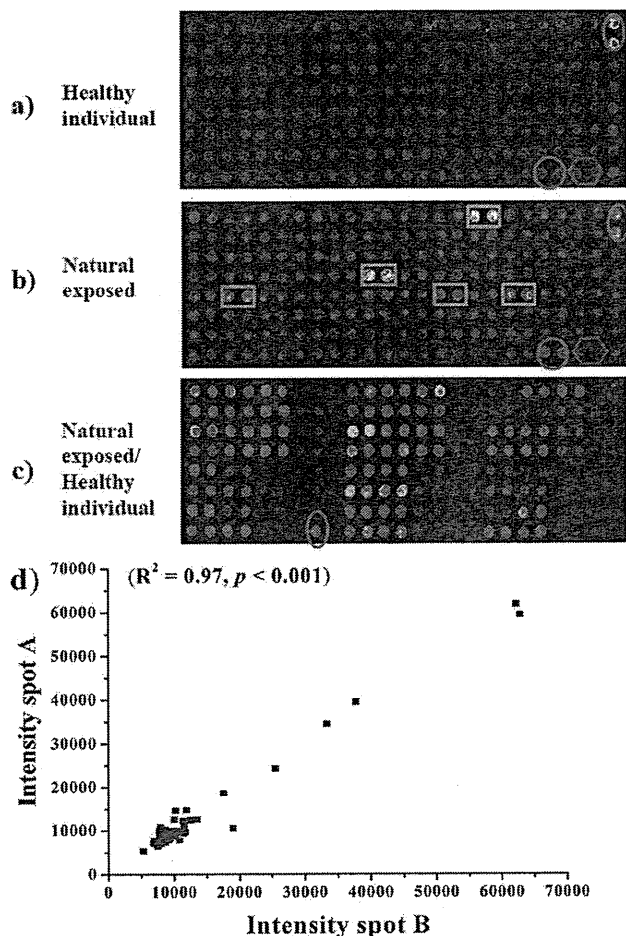 a) Healthy
individual
b) Natural
exposed
c) Natural
exposed/
Healthy
individual
d) (R² = 0.97, p < 0.001)
70000
60000
50000
40000
30000
20000
10000
0
Intensity spot A
0 10000 20000 30000 40000 50000 60000 70000
Intensity spot B